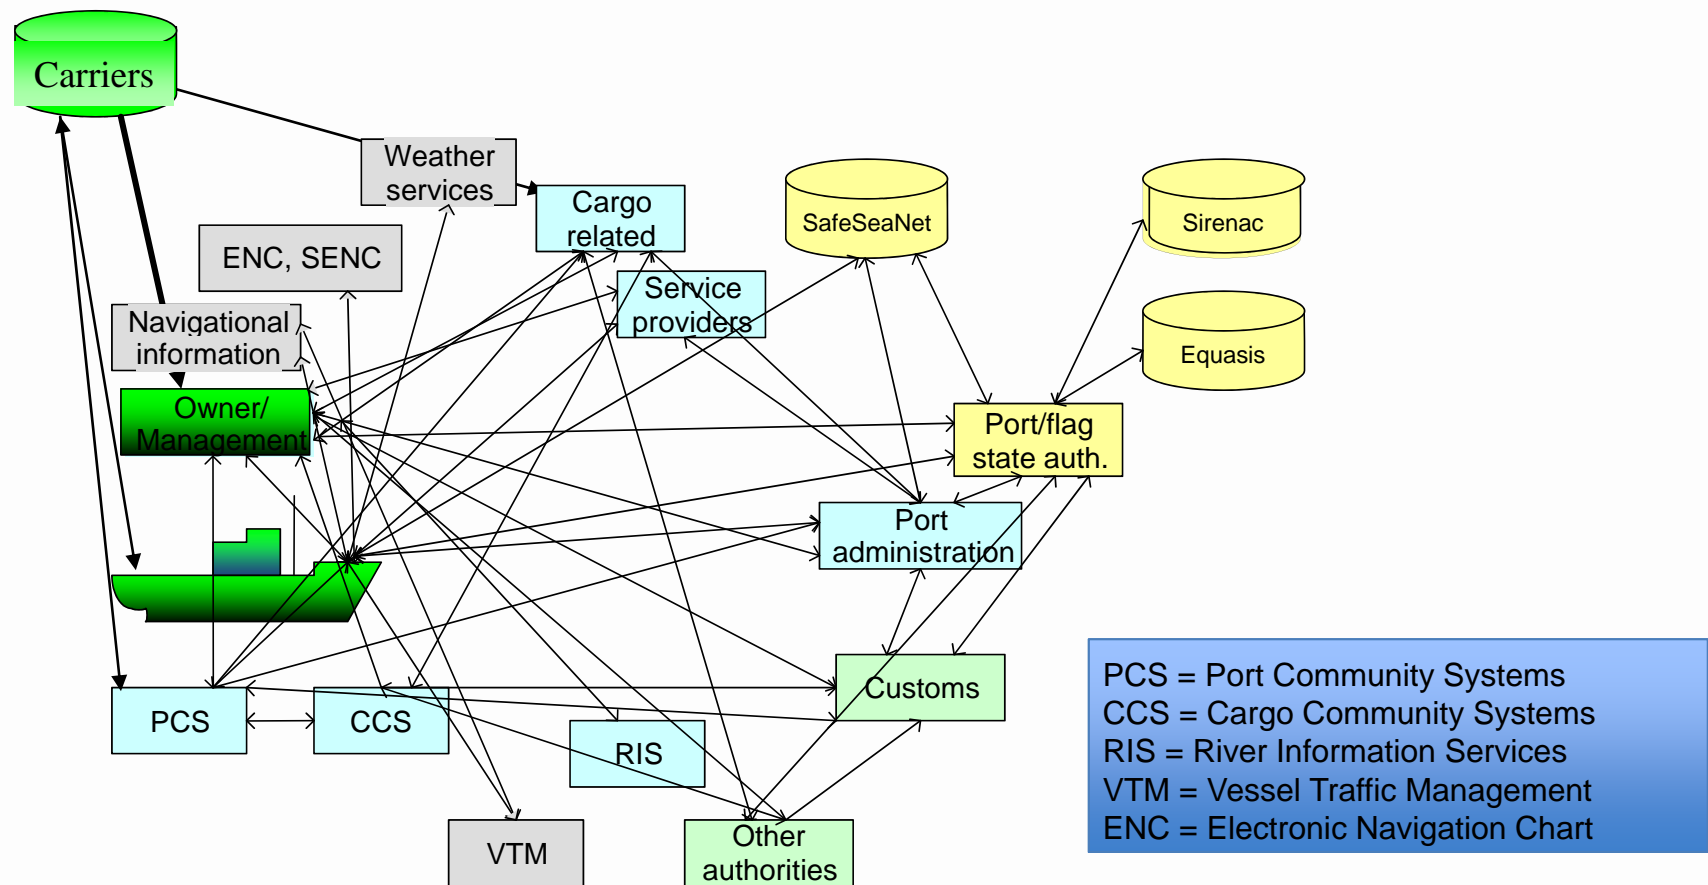 Carriers
Weather
services
Cargo
related
SafeSeaNet
Sirenac
ENC, SENC
Service
providers
Navigational
information
Equasis
Owner/
Management
Port/flag
state auth.
Port
administration
Customs
PCS
CCS
RIS
VTM
Other
authorities
PCS = Port Community Systems
CCS = Cargo Community Systems
RIS = River Information Services
VTM = Vessel Traffic Management
ENC = Electronic Navigation Chart